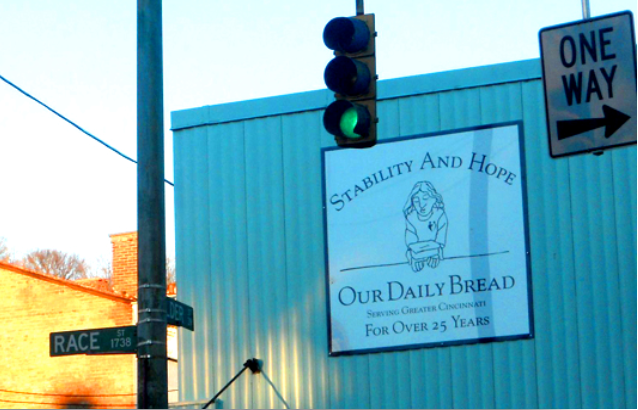 ONE
WAY
STABILITY AND HOPE
OUR DAILY BREAD
SERVING GREATER CINCINNATI
FOR OVER 25 YEARS
RACE ST
1738